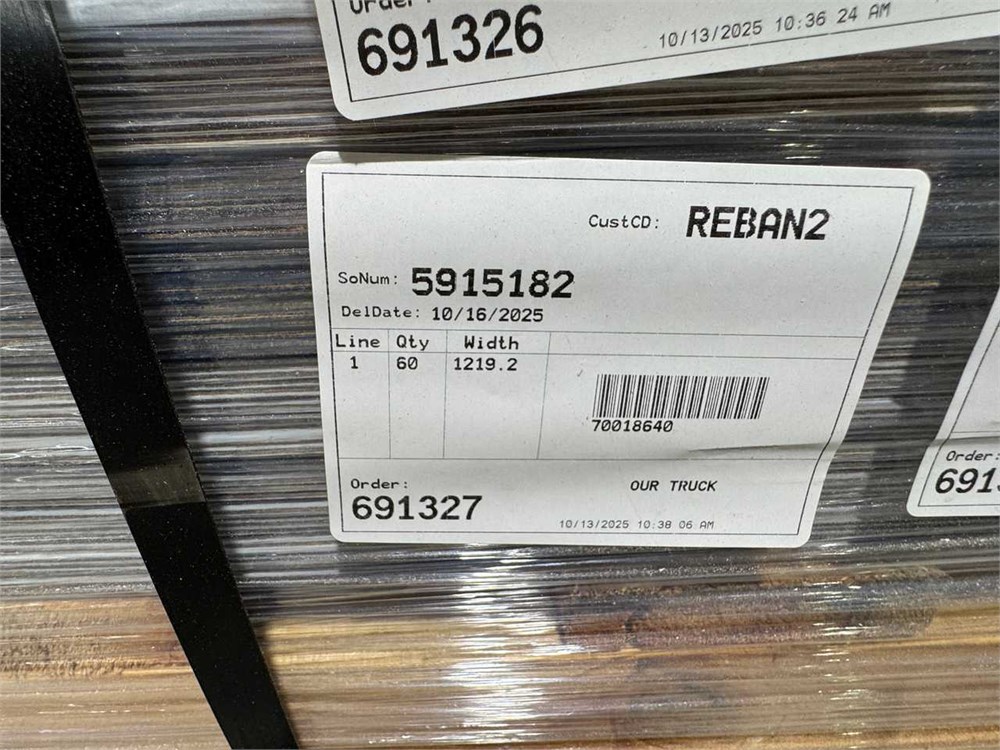 Order:
691326
10/13/2025 10:36 24 AM
CustCD: REBAN2
SoNum: 5915182
DelDate: 10/16/2025
Line Qty Width
1 60 1219.2
70018640
Order:
691327
OUR TRUCK
10/13/2025 10:38 06 AM
Order:
691